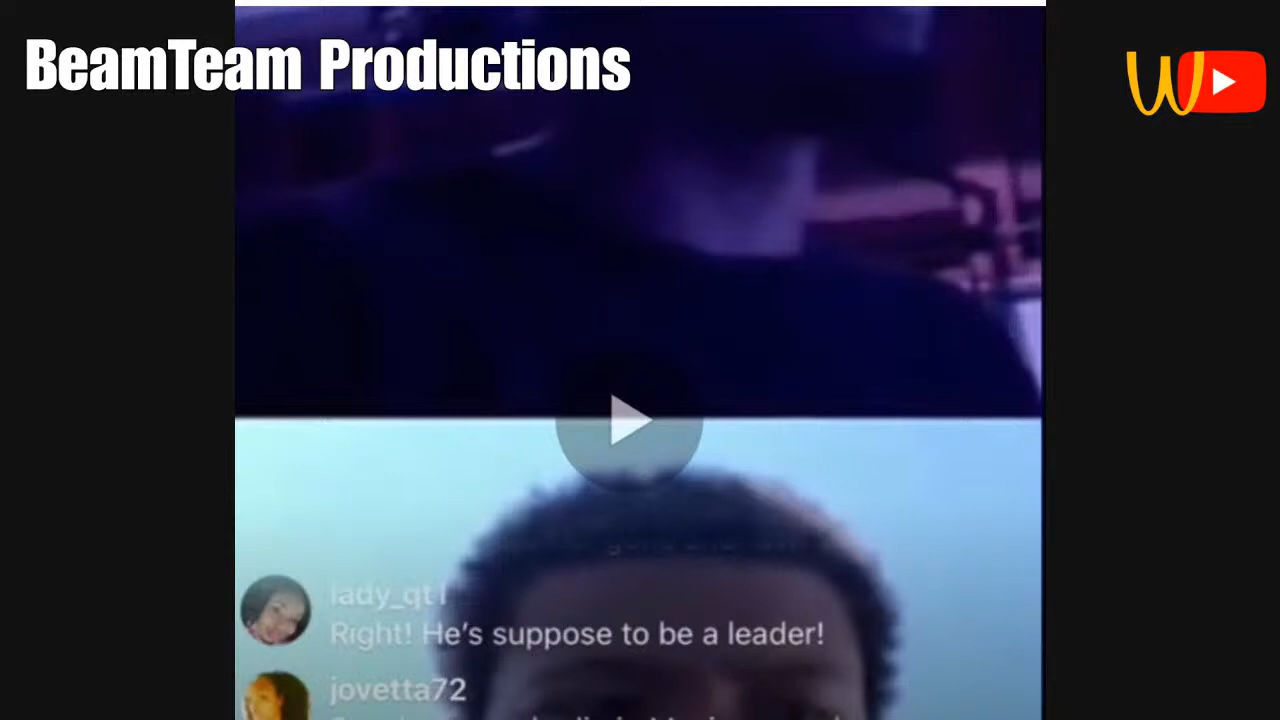 BeamTeam Productions
lady_qt1
Right! He's suppose to be a leader!
jovetta72